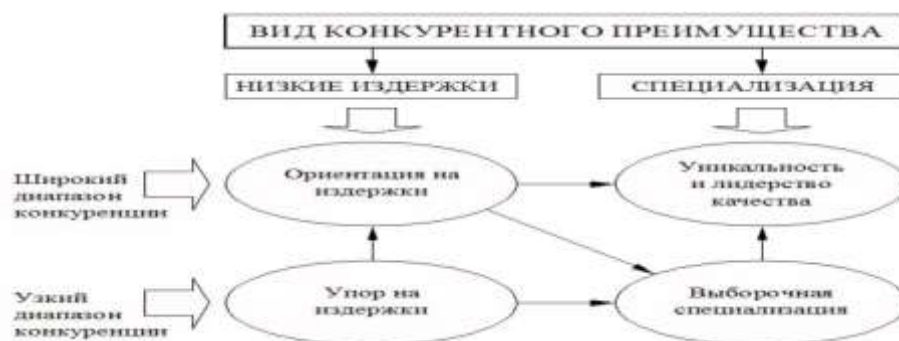 ВИД КОНКУРЕНТНОГО ПРЕИМУЩЕСТВА
НИЗКИЕ ИЗДЕРЖКИ
СПЕЦИАЛИЗАЦИЯ
Широкий
диапазон
конкуренции
Ориентация на
издержки
Уникальность
и лидерство
качества
Узкий
диапазон
конкуренции
Упор на
издержки
Выборочная
специализация